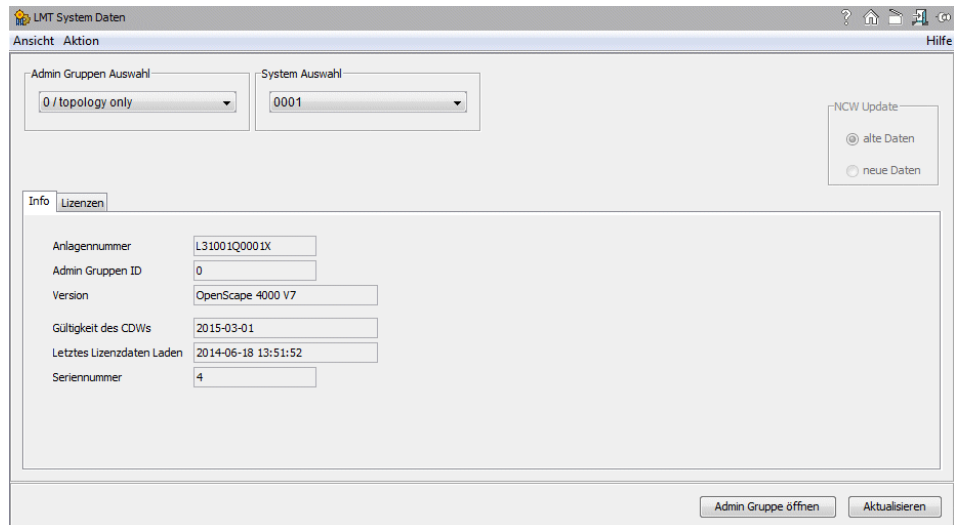 LMT System Daten
Ansicht Aktion Hilfe
Admin Gruppen Auswahl
0 / topology only
System Auswahl
0001
NCW Update
alte Daten
neue Daten
Info Lizenzen
Anlagennummer L31001Q0001X
Admin Gruppen ID 0
Version OpenScape 4000 V7
Gültigkeit des CDWs 2015-03-01
Letztes Lizenzdaten Laden 2014-06-18 13:51:52
Seriennummer 4
Admin Gruppe öffnen Aktualisieren